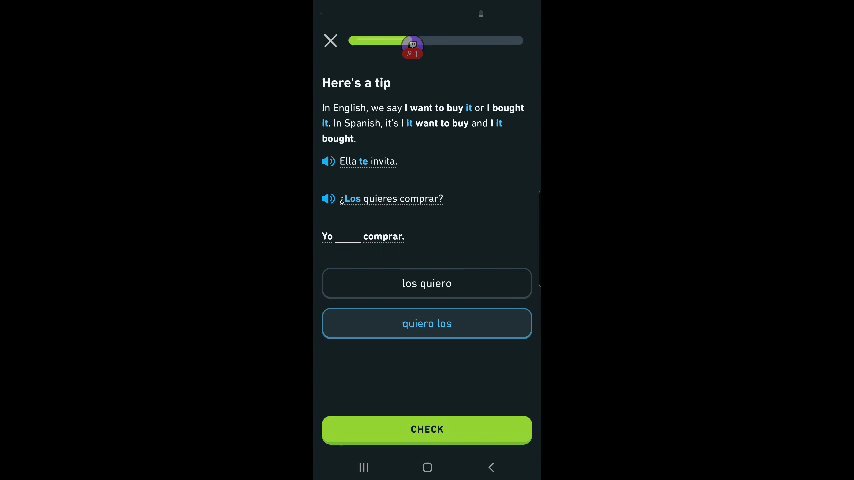 Here's a tip
In English, we say I want to buy it or I bought
it. In Spanish, it's I it want to buy and I it
bought.
Ella te invita.
¿Los quieres comprar?
Yo _____ comprar.
los quiero
quiero los
CHECK